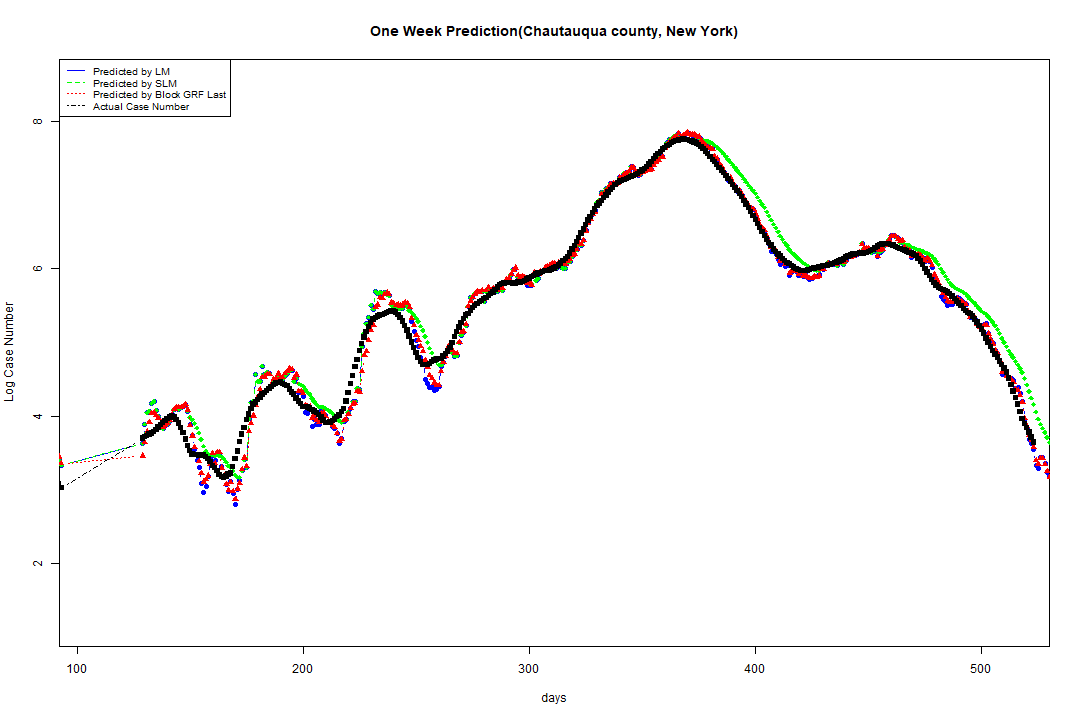 One Week Prediction(Chautauqua county, New York)
Predicted by LM
Predicted by SLM
Predicted by Block GRF Last
Actual Case Number
8
6
4
2
Log Case Number
100 200 300 400 500
days